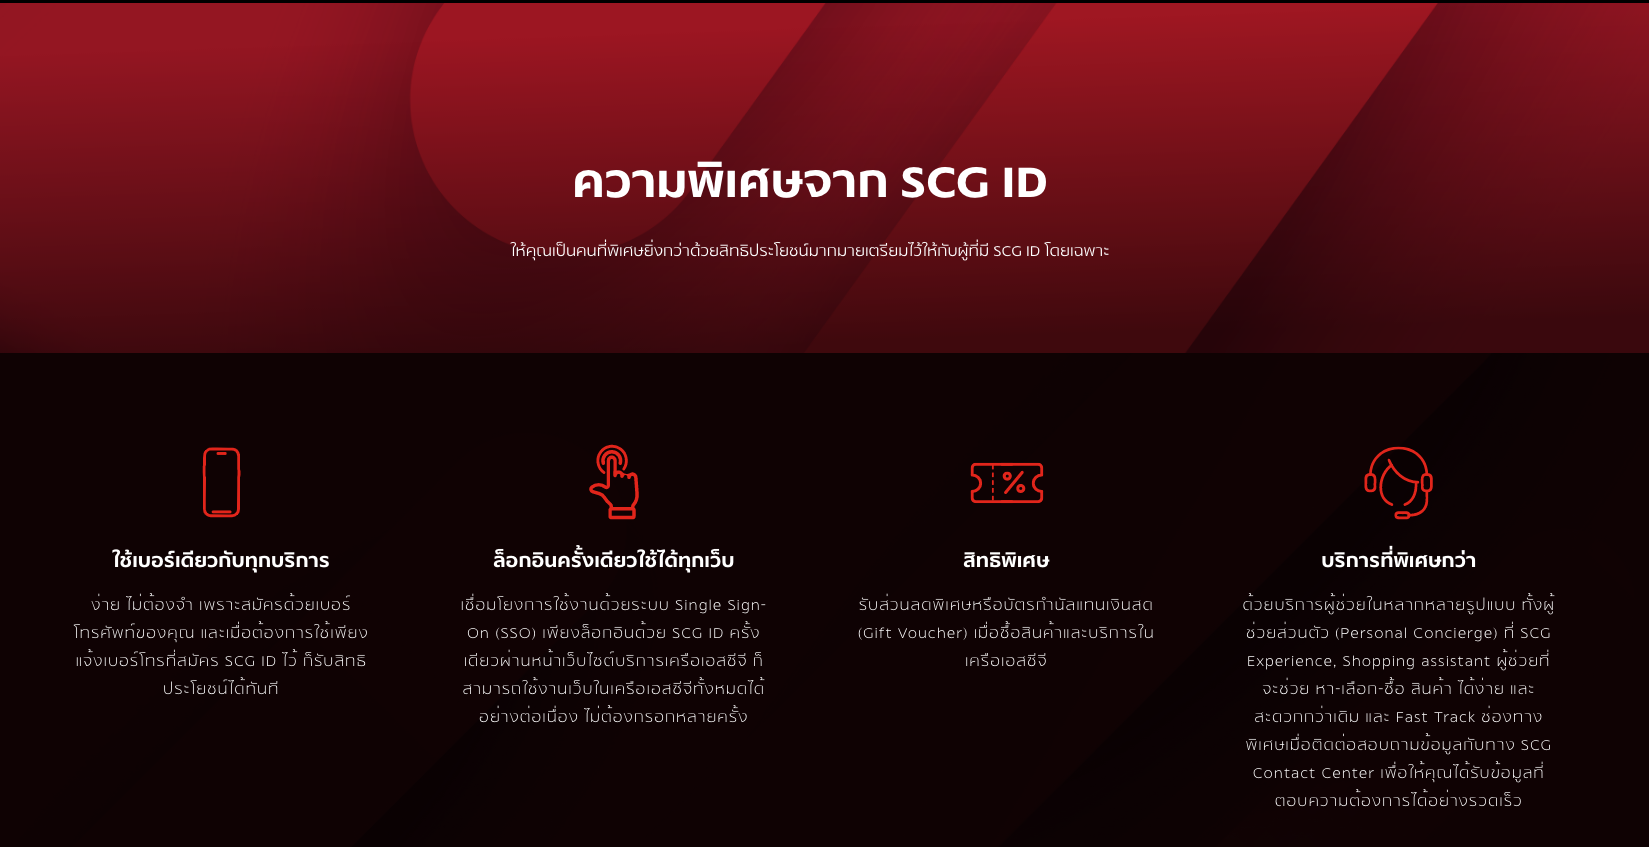 ความพิเศษจาก SCG ID
ให้คุณเป็นคนที่พิเศษยิ่งกว่าด้วยสิทธิประโยชน์มากมายเตรียมไว้ให้กับผู้ที่มี SCG ID โดยเฉพาะ
ใช้เบอร์เดียวกับทุกบริการ
ง่าย ไม่ต้องจำ เพราะสมัครด้วยเบอร์
โทรศัพท์ของคุณ และเมื่อต้องการใช้เพียง
แจ้งเบอร์โทรที่สมัคร SCG ID ไว้ ก็รับสิทธิ
ประโยชน์ได้ทันที
ล็อกอินครั้งเดียวใช้ได้ทุกเว็บ
เชื่อมโยงการใช้งานด้วยระบบ Single Sign-
On (SSO) เพียงล็อกอินด้วย SCG ID ครั้ง
เดียวผ่านหน้าเว็บไซต์บริการเครือเอสซีจี ก็
สามารถใช้งานเว็บในเครือเอสซีจีทั้งหมดได้
อย่างต่อเนื่อง ไม่ต้องกรอกหลายครั้ง
สิทธิพิเศษ
รับส่วนลดพิเศษหรือบัตรกำนัลแทนเงินสด
(Gift Voucher) เมื่อซื้อสินค้าและบริการใน
เครือเอสซีจี
บริการที่พิเศษกว่า
ด้วยบริการผู้ช่วยในหลากหลายรูปแบบ ทั้งผู้
ช่วยส่วนตัว (Personal Concierge) ที่ SCG
Experience, Shopping assistant ผู้ช่วยที่
จะช่วย หา-เลือก-ซื้อ สินค้า ได้ง่าย และ
สะดวกกว่าเดิม และ Fast Track ช่องทาง
พิเศษเมื่อติดต่อสอบถามข้อมูลกับทาง SCG
Contact Center เพื่อให้คุณได้รับข้อมูลที่
ตอบความต้องการได้อย่างรวดเร็ว